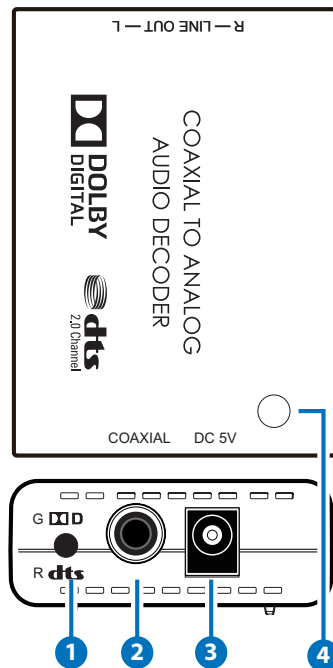 R — LINE OUT — L
COAXIAL TO ANALOG
AUDIO DECODER
DOLBY
DIGITAL
dts
2.0 Channel
COAXIAL DC 5V
G D
R dts
1 2 3 4